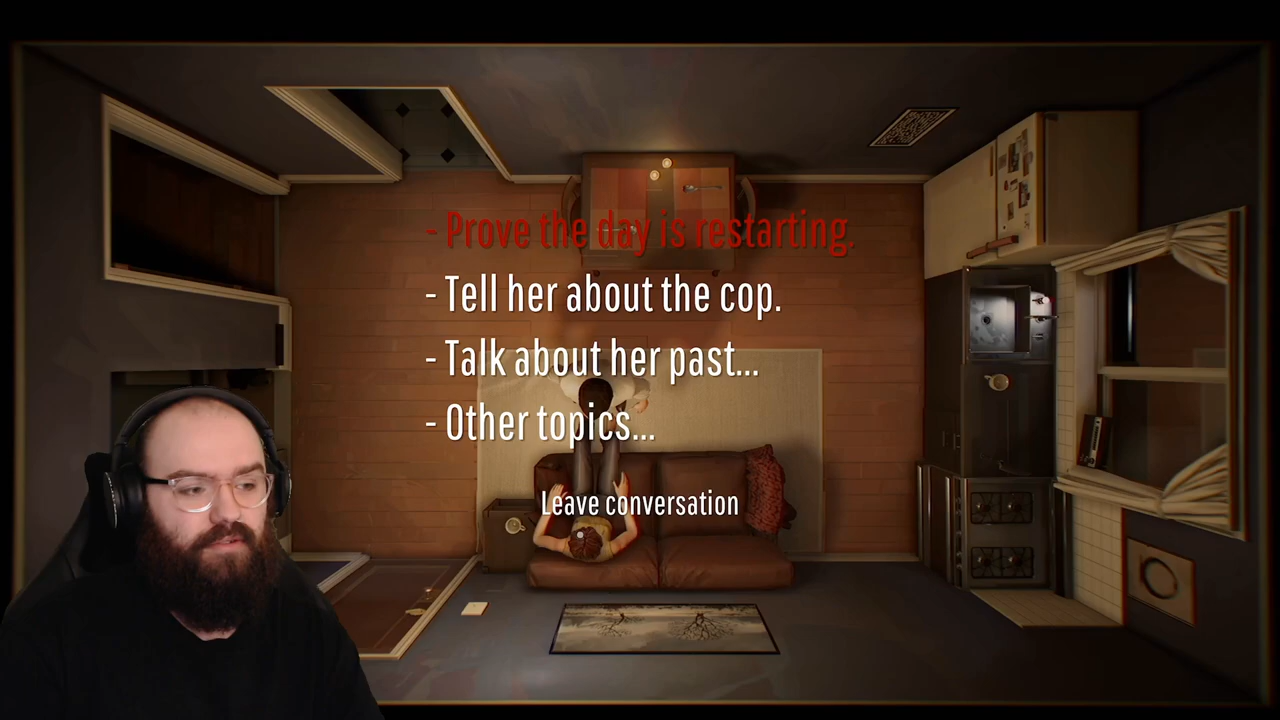 - Prove the day is restarting.
- Tell her about the cop.
- Talk about her past...
- Other topics...
Leave conversation